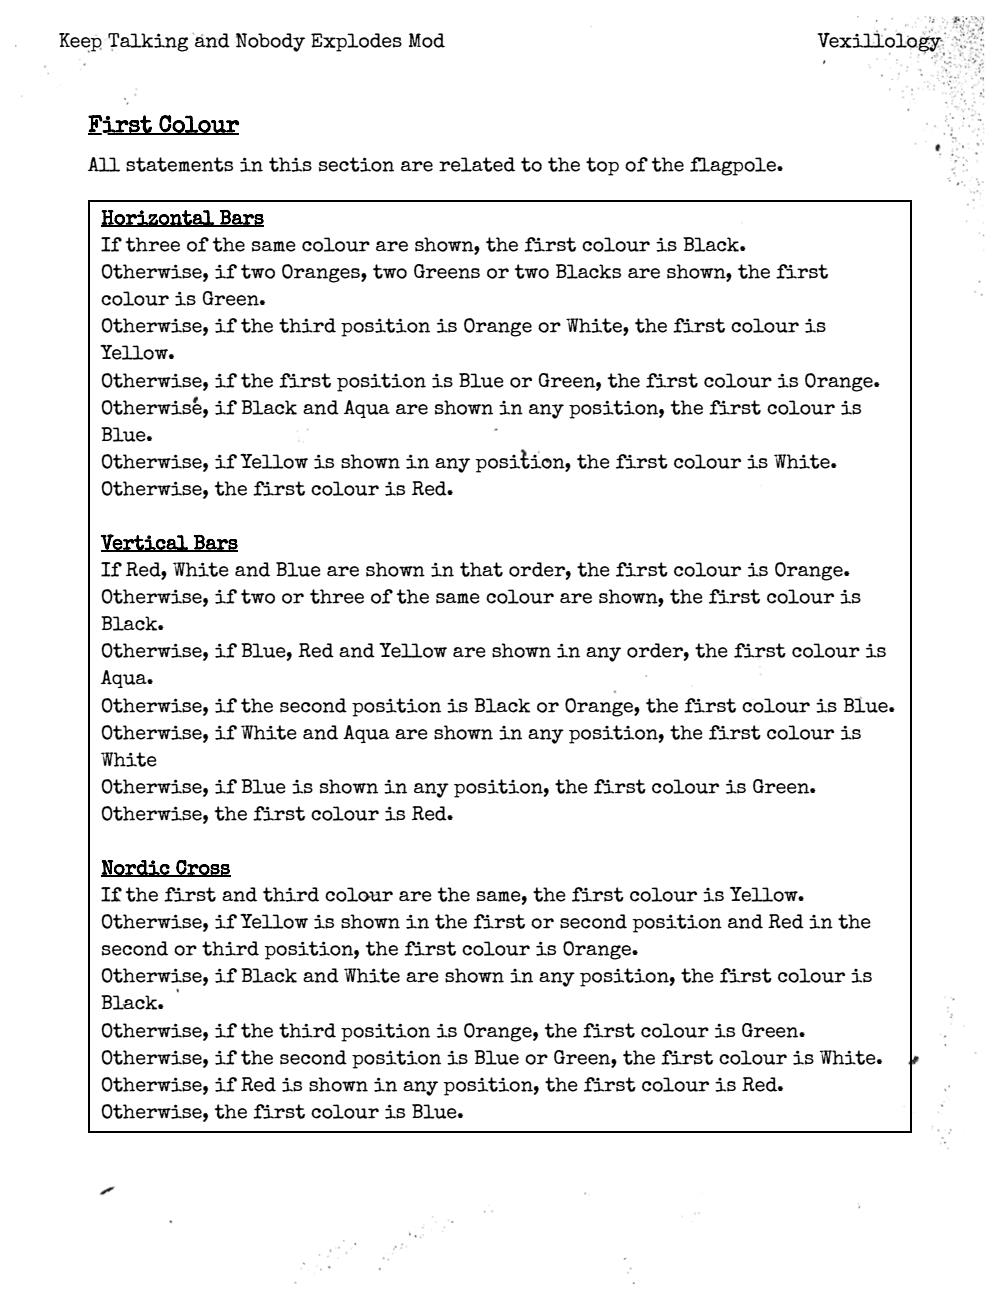 Keep Talking and Nobody Explodes Mod
Vexillology
First Colour
All statements in this section are related to the top of the flagpole.
Horizontal Bars
If three of the same colour are shown, the first colour is Black.
Otherwise, if two Oranges, two Greens or two Blacks are shown, the first
colour is Green.
Otherwise, if the third position is Orange or White, the first colour is
Yellow.
Otherwise, if the first position is Blue or Green, the first colour is Orange.
Otherwise, if Black and Aqua are shown in any position, the first colour is
Blue.
Otherwise, if Yellow is shown in any position, the first colour is White.
Otherwise, the first colour is Red.
Vertical Bars
If Red, White and Blue are shown in that order, the first colour is Orange.
Otherwise, if two or three of the same colour are shown, the first colour is
Black.
Otherwise, if Blue, Red and Yellow are shown in any order, the first colour is
Aqua.
Otherwise, if the second position is Black or Orange, the first colour is Blue.
Otherwise, if White and Aqua are shown in any position, the first colour is
White
Otherwise, if Blue is shown in any position, the first colour is Green.
Otherwise, the first colour is Red.
Nordic Cross
If the first and third colour are the same, the first colour is Yellow.
Otherwise, if Yellow is shown in the first or second position and Red in the
second or third position, the first colour is Orange.
Otherwise, if Black and White are shown in any position, the first colour is
Black.
Otherwise, if the third position is Orange, the first colour is Green.
Otherwise, if the second position is Blue or Green, the first colour is White.
Otherwise, if Red is shown in any position, the first colour is Red.
Otherwise, the first colour is Blue.